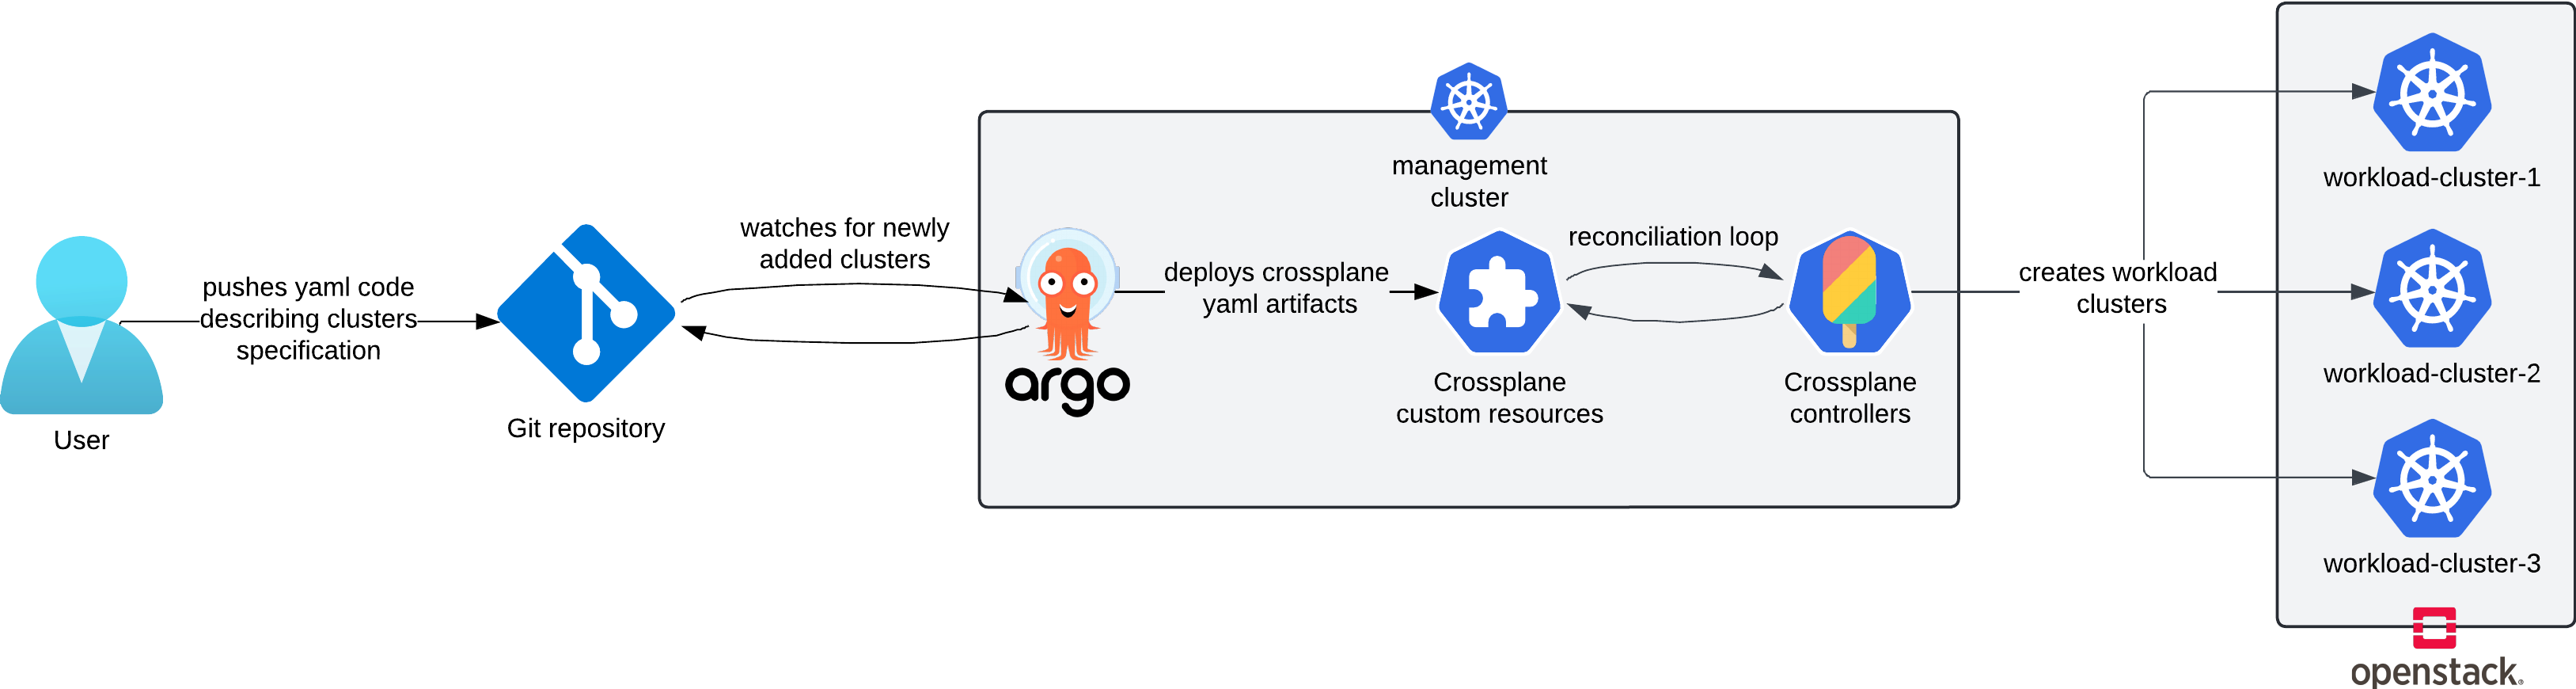 User
pushes yaml code
describing clusters
specification
Git repository
watches for newly
added clusters
argo
management
cluster
deploys crossplane
yaml artifacts
Crossplane
custom resources
reconciliation loop
Crossplane
controllers
creates workload
clusters
workload-cluster-1
workload-cluster-2
workload-cluster-3
openstack.